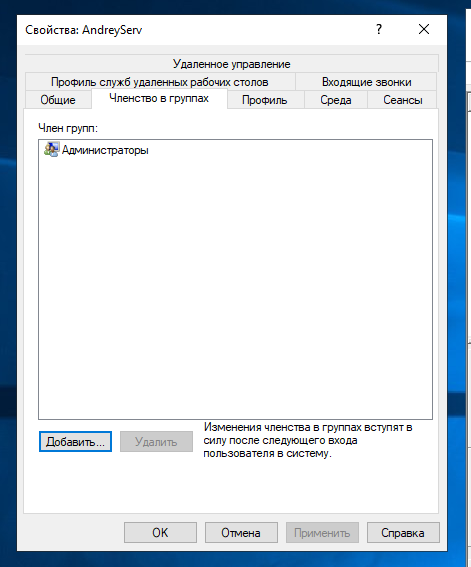 Свойства: AndreyServ
?
Удаленное управление
Профиль служб удаленных рабочих столов
Входящие звонки
Общие
Членство в группах
Профиль
Среда
Сеансы
Член групп:
Администраторы
Добавить...
Удалить
Изменения членства в группах вступят в
силу после следующего входа
пользователя в систему.
OK
Отмена
Применить
Справка